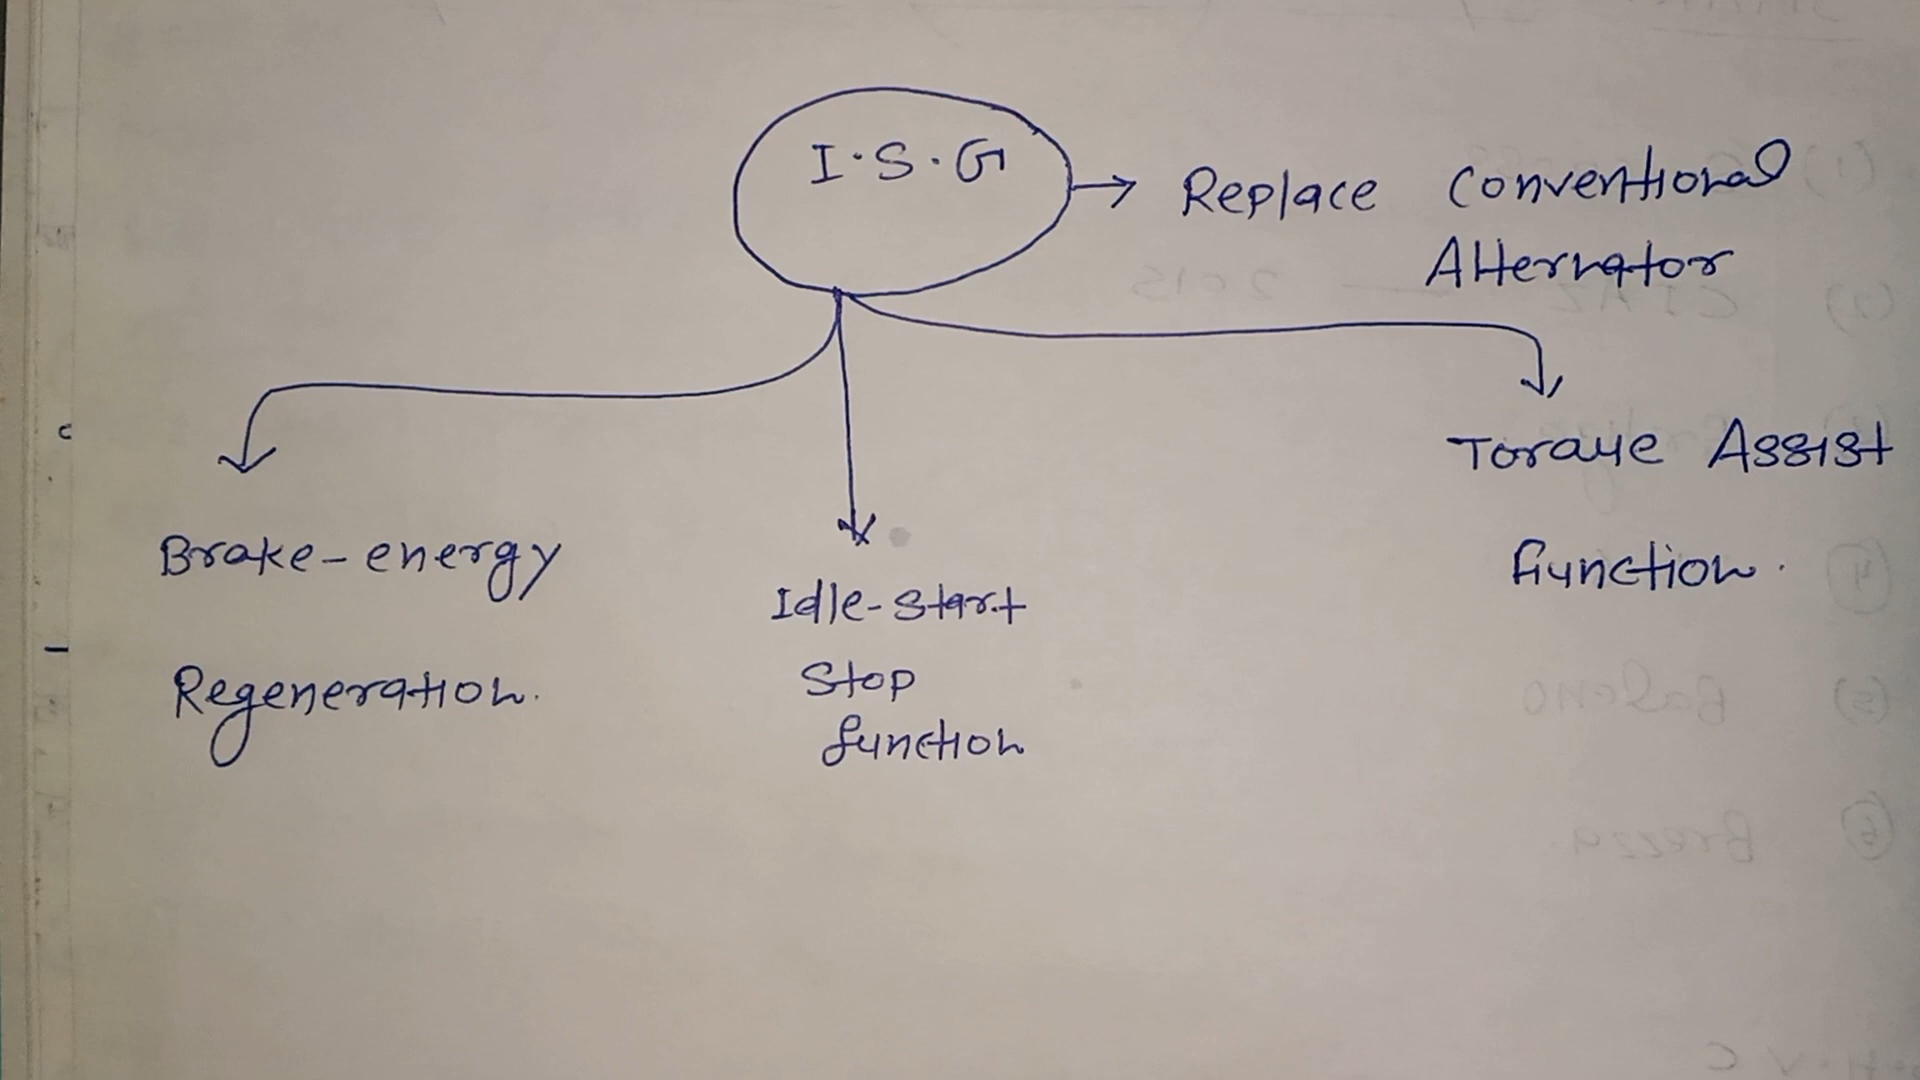 I.S.G
Replace Conventional
Alternator
Torque Assist
function.
Brake-energy
Regeneration.
Idle-start
Stop
function